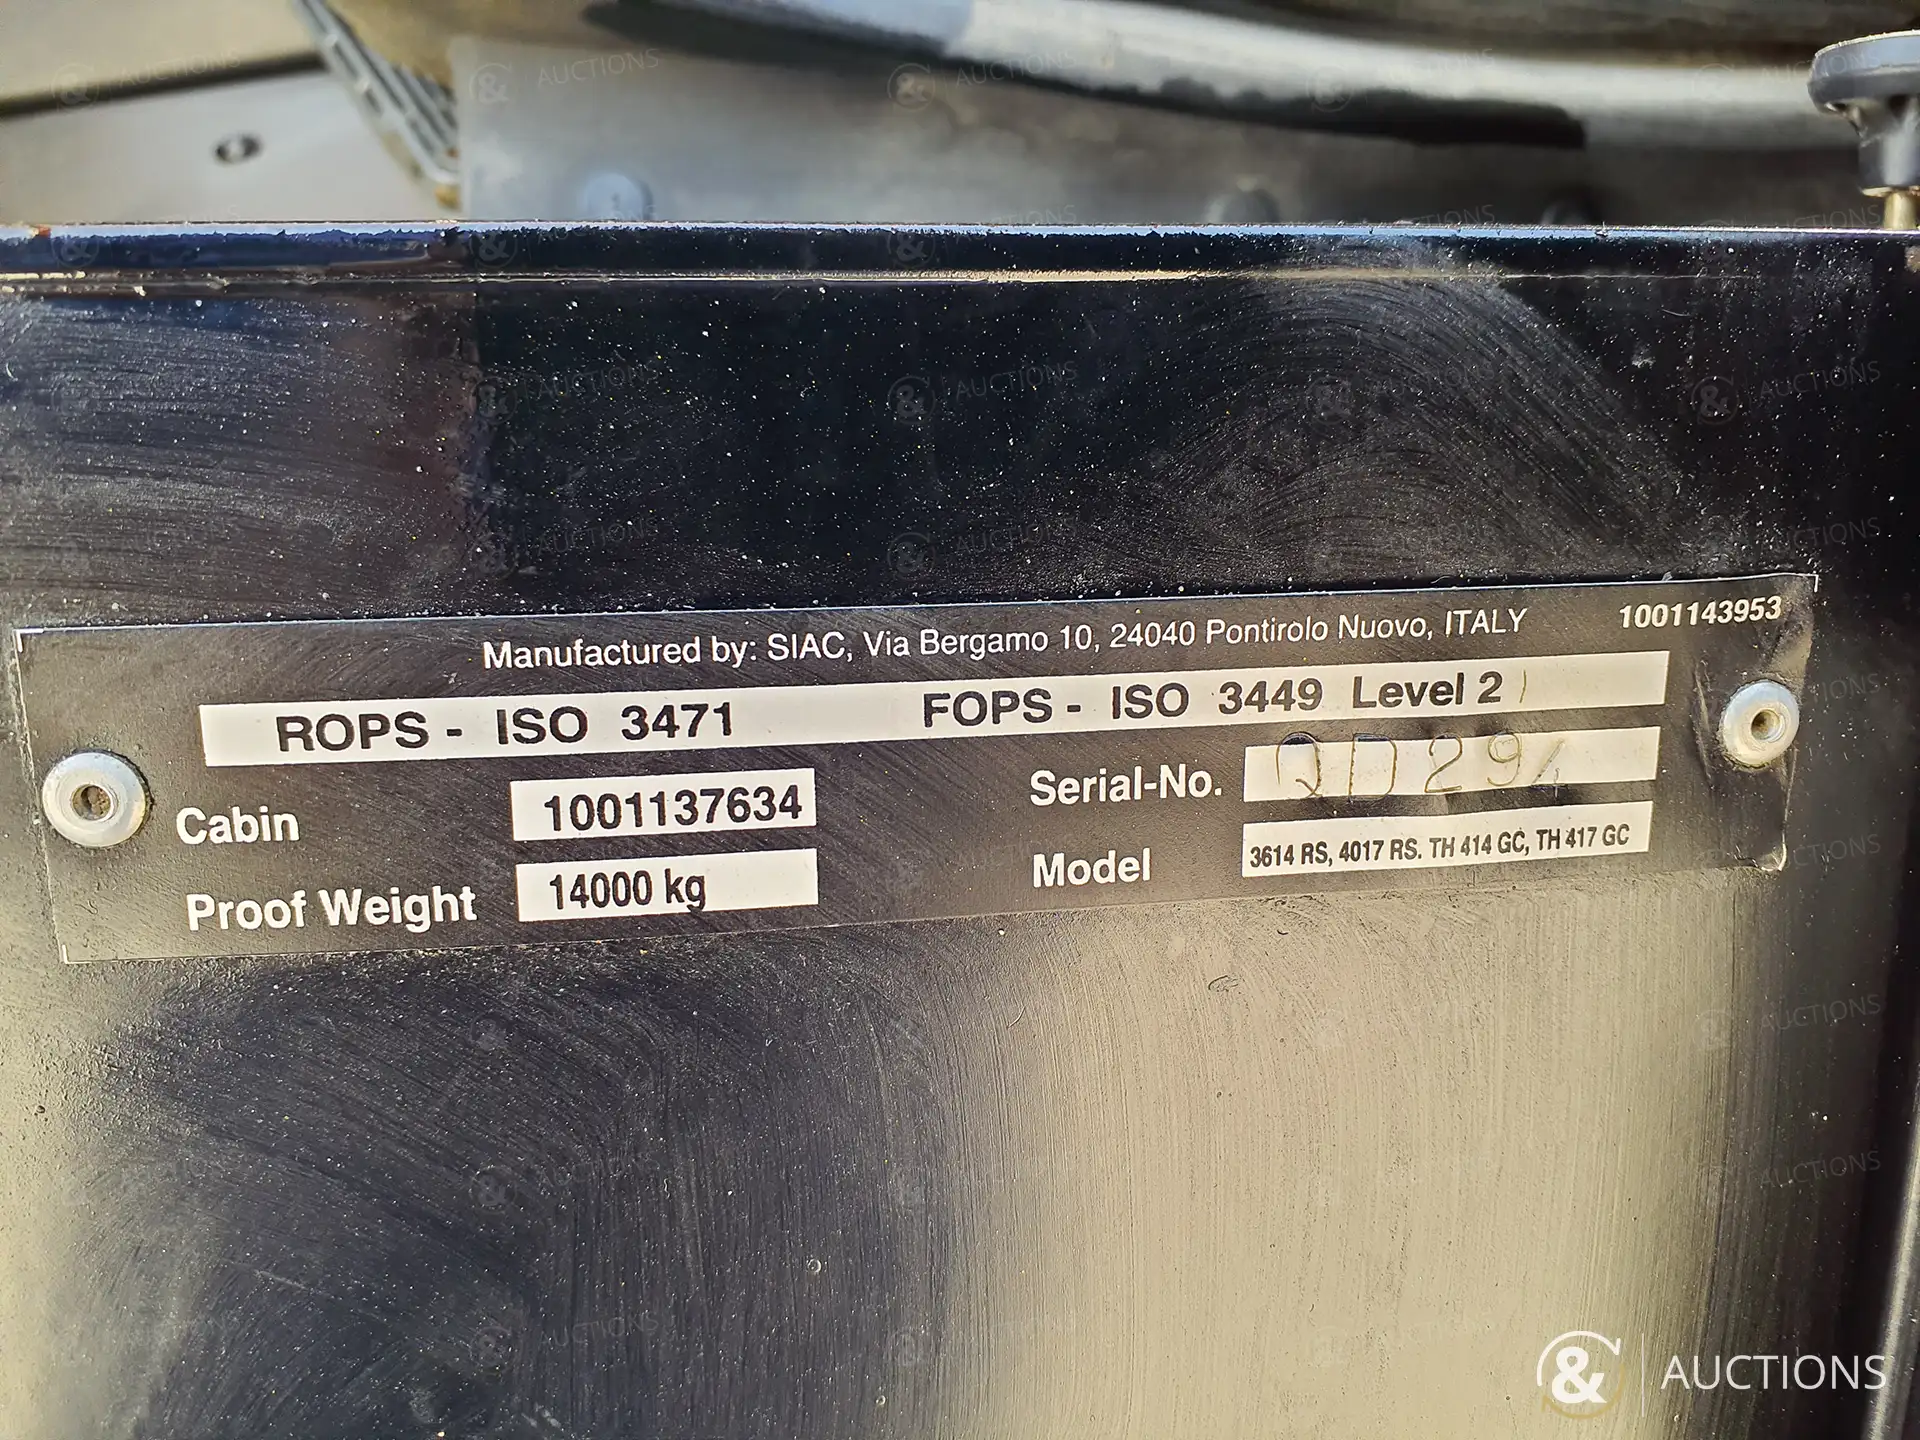 Manufactured by: SIAC, Via Bergamo 10, 24040 Pontirolo Nuovo, ITALY 1001143953
ROPS - ISO 3471 FOPS - ISO 3449 Level 2
Cabin 1001137634 Serial-No. QD294
Proof Weight 14000 kg Model 3614 RS, 4017 RS. TH 414 GC, TH 417 GC
& AUCTIONS